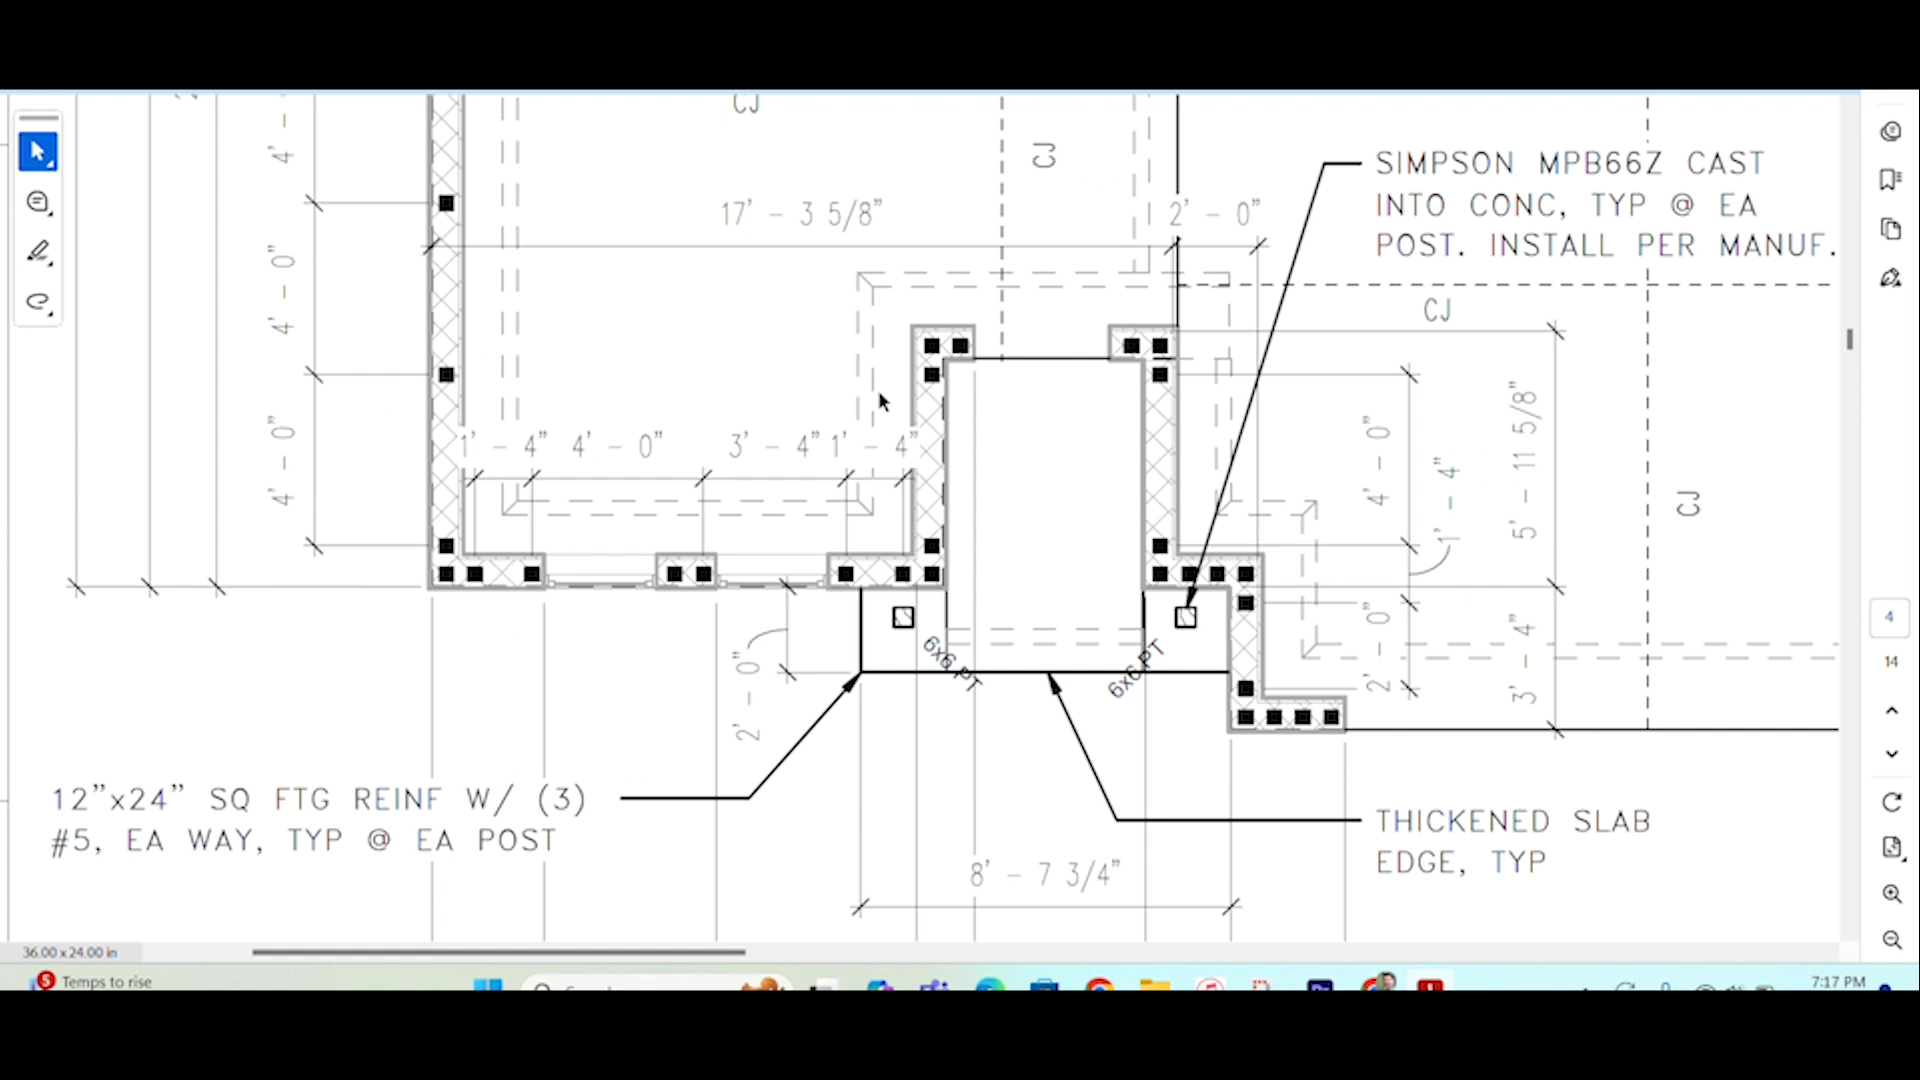 CJ
CJ
4' -
17' - 3 5/8"
2' - 0"
SIMPSON MPB66Z CAST
INTO CONC, TYP @ EA
POST. INSTALL PER MANUF.
4' - 0"
CJ
1' - 4"
4' - 0"
3' - 4"
1' - 4"
4' - 0"
4' - 0"
1' - 4"
5' - 11 5/8"
CJ
2' - 0"
6x6 PT
6x6 PT
2' - 0"
3' - 4"
12"x24" SQ FTG REINF W/ (3)
#5, EA WAY, TYP @ EA POST
THICKENED SLAB
EDGE, TYP
8' - 7 3/4"
4
14
36.00 x 24.00 in
5
Temps to rise
7:17 PM